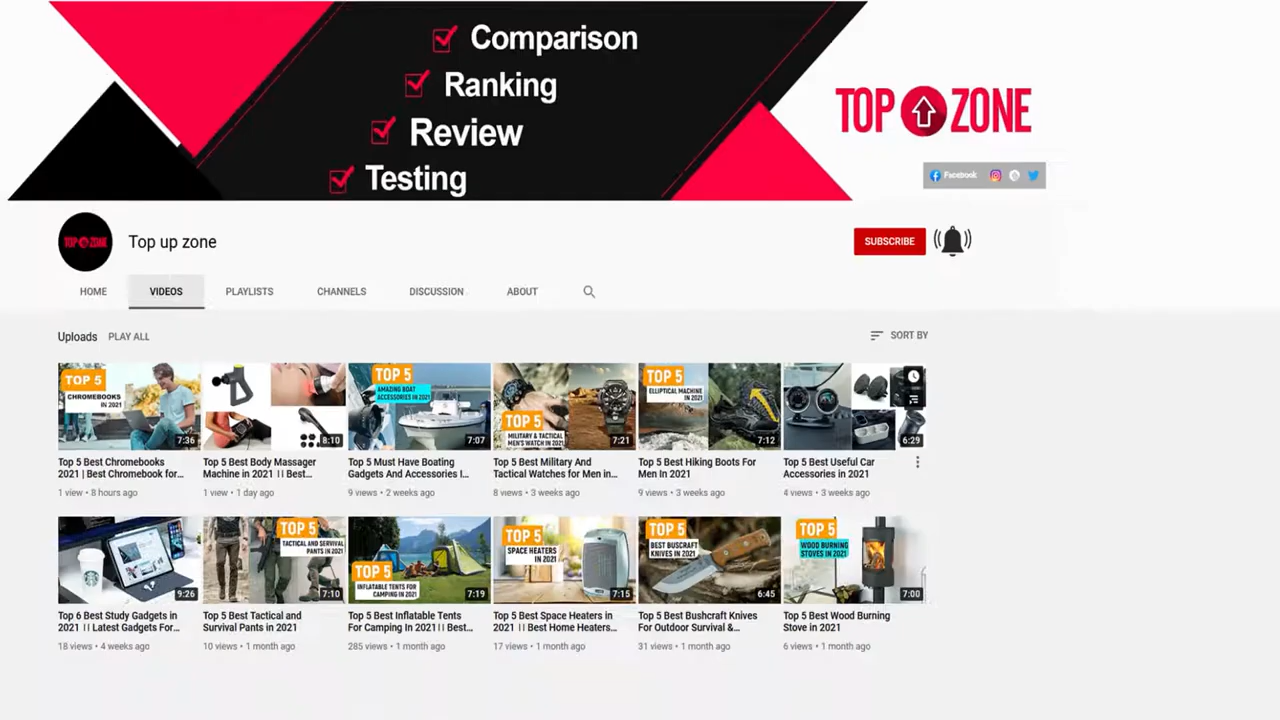 Comparison
Ranking
Review
Testing
TOP ZONE
Facebook
TOP ZONE
Top up zone
SUBSCRIBE
HOME
VIDEOS
PLAYLISTS
CHANNELS
DISCUSSION
ABOUT
Uploads
PLAY ALL
SORT BY
TOP 5
CHROMEBOOKS
IN 2021
7:36
8:10
TOP 5
AMAZING BOAT
ACCESSORIES IN 2021
7:07
TOP 5
MILITARY & TACTICAL
MEN'S WATCH IN 2021
7:21
TOP 5
ELLIPTICAL MACHINE
IN 2021
7:12
6:29
Top 5 Best Chromebooks
2021 | Best Chromebook for...
1 view • 8 hours ago
Top 5 Best Body Massager
Machine in 2021 || Best...
1 view • 1 day ago
Top 5 Must Have Boating
Gadgets And Accessories I...
9 views • 2 weeks ago
Top 5 Best Military And
Tactical Watches for Men in...
8 views • 3 weeks ago
Top 5 Best Hiking Boots For
Men In 2021
9 views • 3 weeks ago
Top 5 Best Useful Car
Accessories in 2021
4 views • 3 weeks ago
9:26
TOP 5
TACTICAL AND SERVIVAL
PANTS IN 2021
7:10
TOP 5
INFLATABLE TENTS FOR
CAMPING IN 2021
7:19
TOP 5
SPACE HEATERS
IN 2021
7:15
TOP 5
BEST BUSCRAFT
KNIVES IN 2021
6:45
TOP 5
WOOD BURNING
STOVES IN 2021
7:00
Top 6 Best Study Gadgets in
2021 || Latest Gadgets For...
18 views • 4 weeks ago
Top 5 Best Tactical and
Survival Pants in 2021
10 views • 1 month ago
Top 5 Best Inflatable Tents
For Camping In 2021|| Best...
285 views • 1 month ago
Top 5 Best Space Heaters in
2021 || Best Home Heaters...
17 views • 1 month ago
Top 5 Best Bushcraft Knives
For Outdoor Survival &...
31 views • 1 month ago
Top 5 Best Wood Burning
Stove in 2021
6 views • 1 month ago